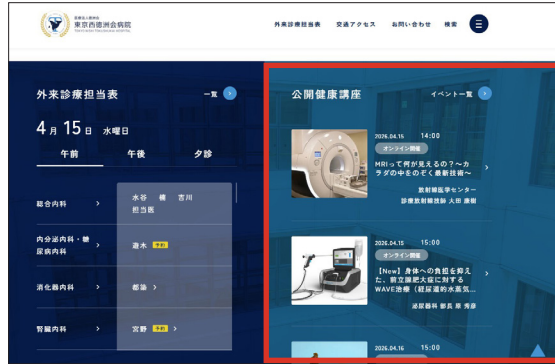 医療法人徳洲会
東京西徳洲会病院
外来診療担当表
交通アクセス
お問い合わせ
検索
外来診療担当表
一覧
4月15日 水曜日
午前
午後
夕診
総合内科
水谷 楠 吉川
担当医
内分泌内科・糖
尿病内科
遊木 予約
消化器内科
都築
腎臓内科
宮野 予約
公開健康講座
イベント一覧
2026.04.15 14:00
オンライン開催
MRIって何が見えるの？～カ
ラダの中をのぞく最新技術～
放射線医学センター
診療放射線技師 大田 康樹
2026.04.15 15:00
オンライン開催
【New】身体への負担を抑え
た、前立腺肥大症に対する
WAVE治療（経尿道的水蒸気...
泌尿器科 部長 原 秀彦
2026.04.16 15:00